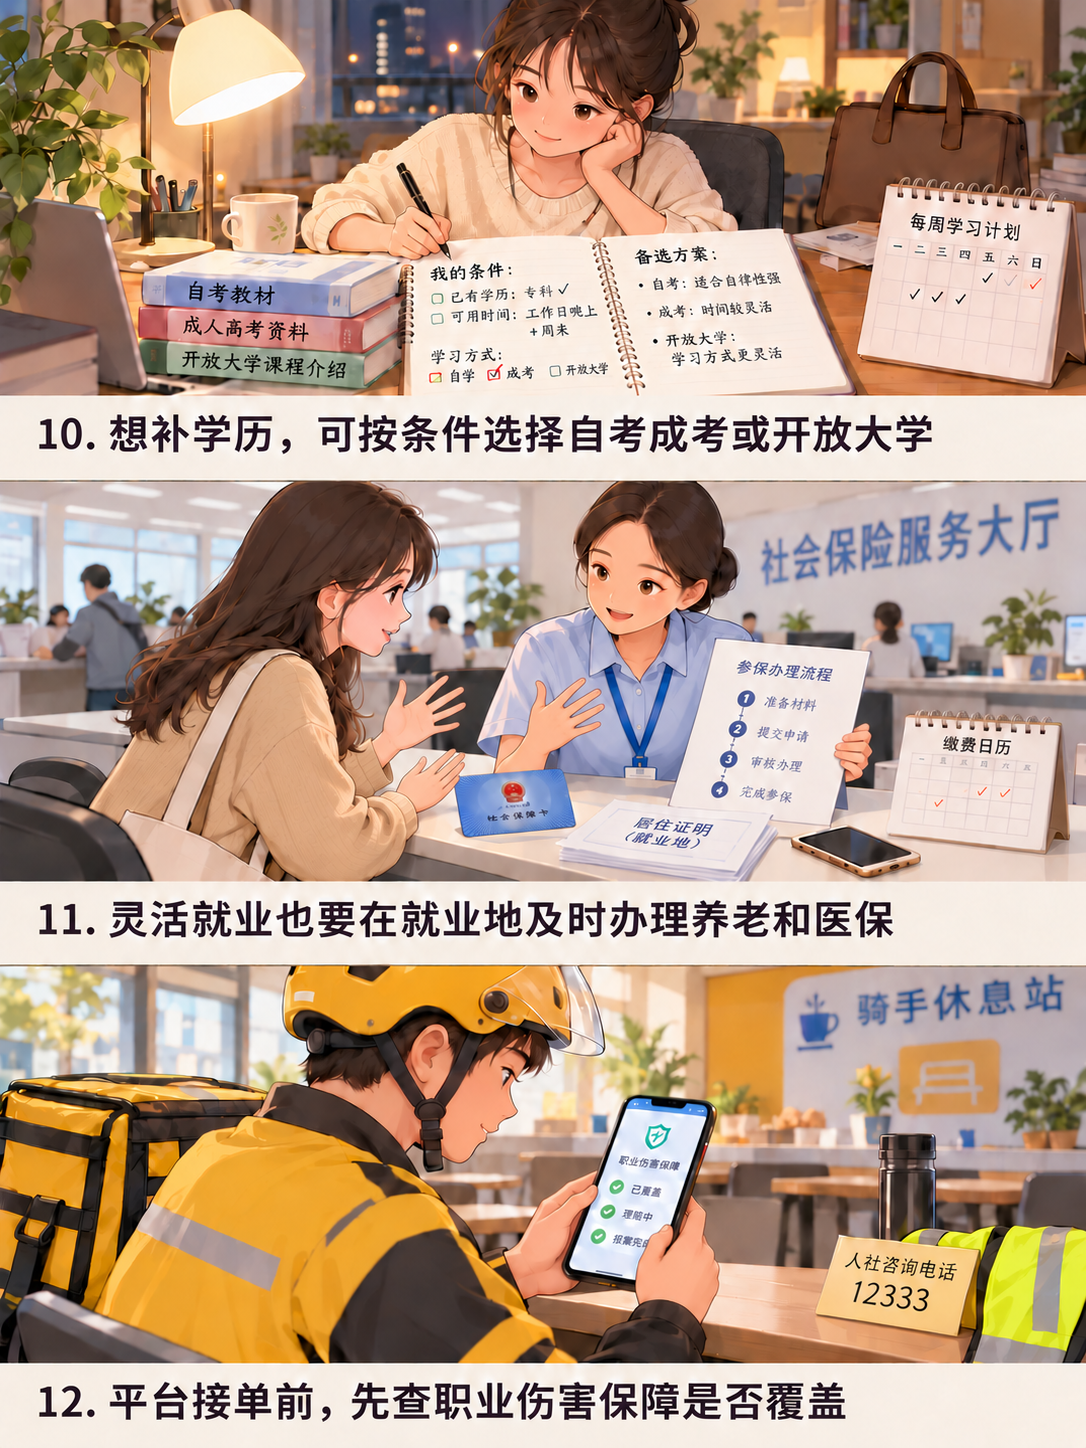 自考教材
成人高考资料
开放大学课程介绍
我的条件：
已有学历：专科✓
可用时间：工作日晚上
+周末
学习方式：
自学 成考 开放大学
备选方案：
• 自考：适合自律性强
• 成考：时间较灵活
• 开放大学：
学习方式更灵活
每周学习计划
一 二 三 四 五 六 日
10. 想补学历，可按条件选择自考成考或开放大学
社会保险服务大厅
参保办理流程
1 准备材料
2 提交申请
3 审核办理
4 完成参保
社会保障卡
居住证明
（就业地）
缴费日历
11. 灵活就业也要在就业地及时办理养老和医保
骑手休息站
职业伤害保障
已覆盖
理赔中
报案完
人社咨询电话
12333
12. 平台接单前，先查职业伤害保障是否覆盖